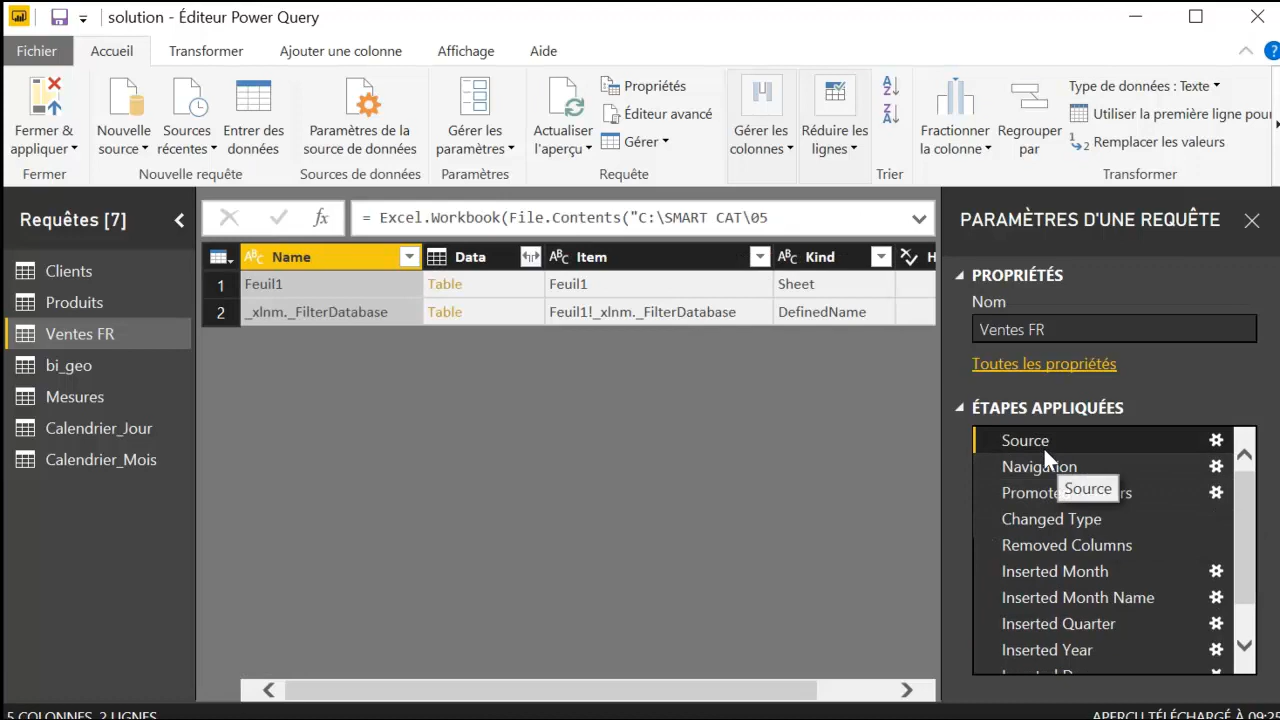 solution - Éditeur Power Query
Fichier
Accueil
Transformer
Ajouter une colonne
Affichage
Aide
?
Fermer &
appliquer
Fermer
Nouvelle
source
Sources
récentes
Entrer des
données
Nouvelle requête
Paramètres de la
source de données
Sources de données
Gérer les
paramètres
Paramètres
Actualiser
l'aperçu
Propriétés
Éditeur avancé
Gérer
Requête
Gérer les
colonnes
Réduire les
lignes
Trier
Fractionner
la colonne
Regrouper
par
Type de données : Texte
Utiliser la première ligne pour
Remplacer les valeurs
Transformer
Requêtes [7]
Clients
Produits
Ventes FR
bi_geo
Mesures
Calendrier_Jour
Calendrier_Mois
fx
= Excel.Workbook(File.Contents("C:\SMART CAT\05
Name Data Item Kind H
1 Feuil1 Table Feuil1 Sheet
2 _xlnm._FilterDatabase Table Feuil1!_xlnm._FilterDatabase DefinedName
PARAMÈTRES D'UNE REQUÊTE
PROPRIÉTÉS
Nom
Ventes FR
Toutes les propriétés
ÉTAPES APPLIQUÉES
Source
Navigation
Source
Changed Type
Removed Columns
Inserted Month
Inserted Month Name
Inserted Quarter
Inserted Year
5 COLONNES, 2 LIGNES
APERÇU TÉLÉCHARGÉ À 09:25